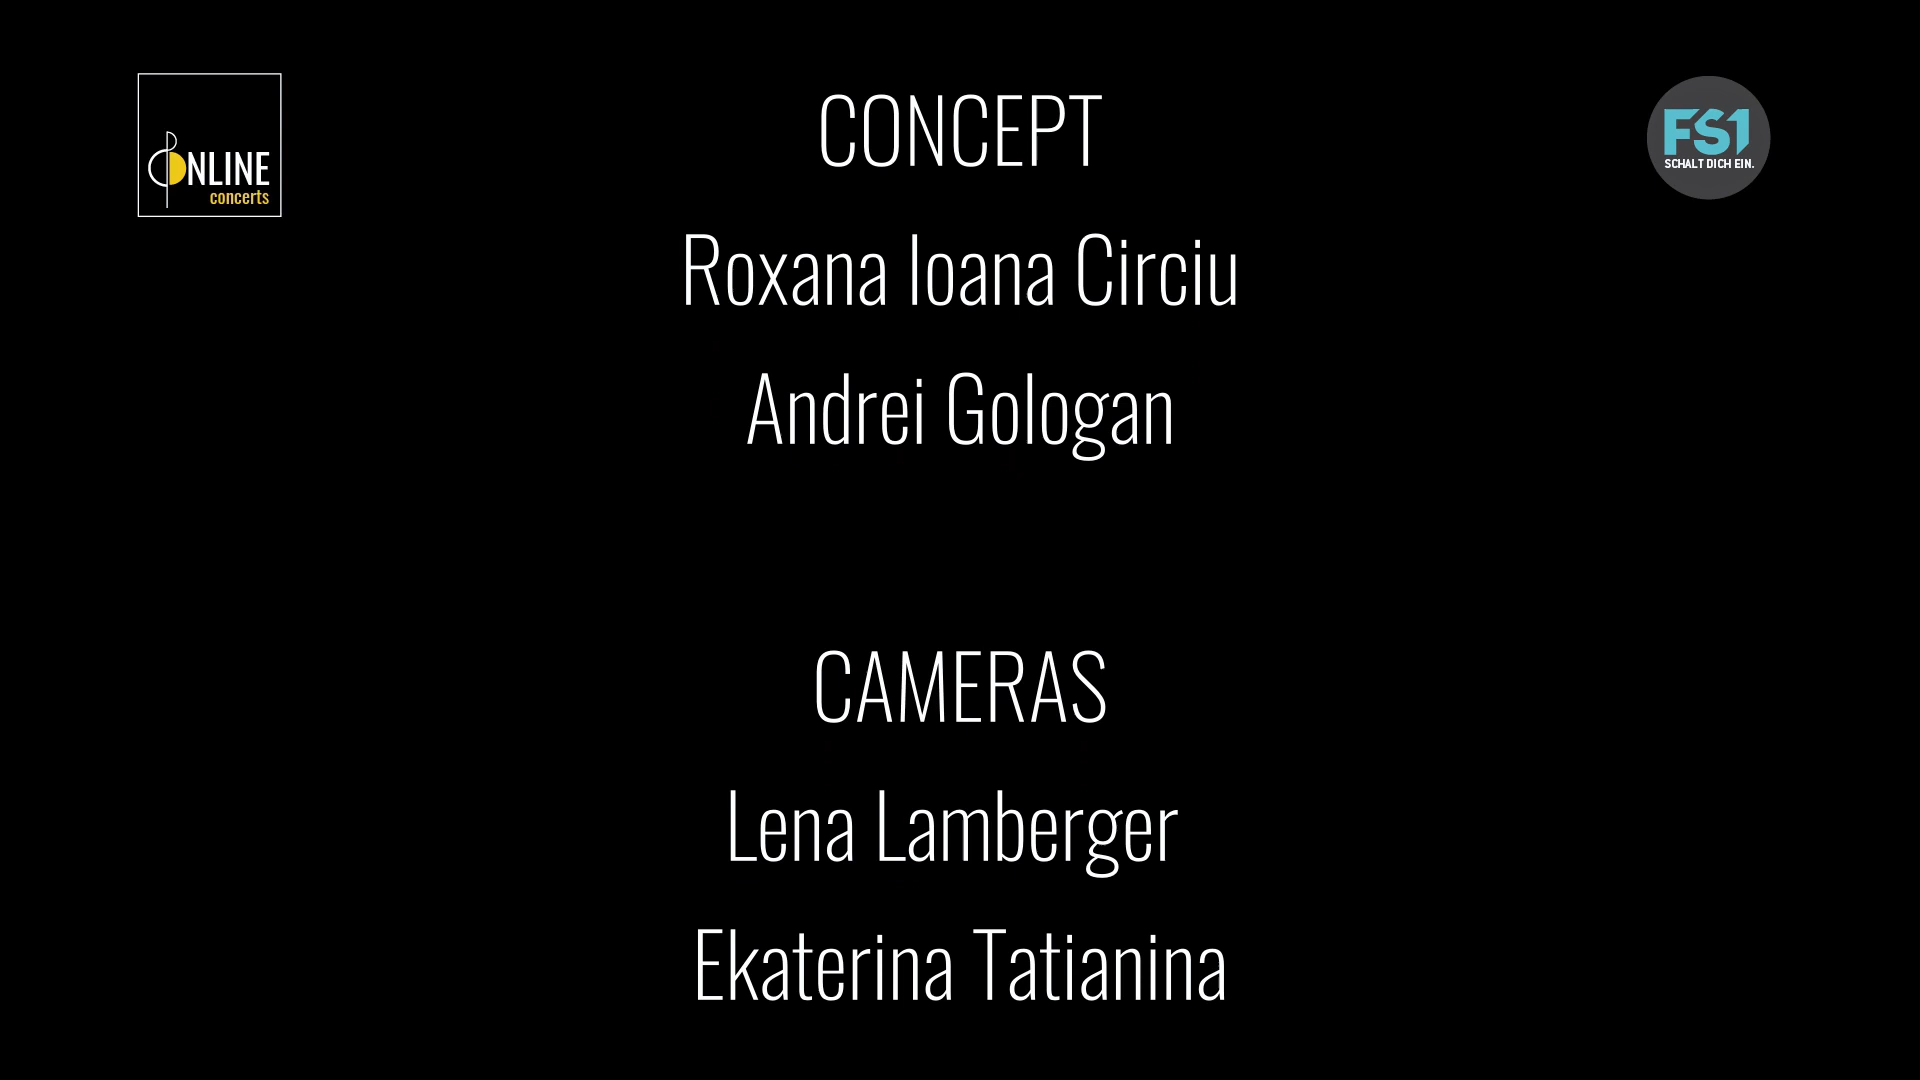 ONLINE
concerts
FS1
SCHALT DICH EIN.
CONCEPT
Roxana Ioana Circiu
Andrei Gologan
CAMERAS
Lena Lamberger
Ekaterina Tatianina